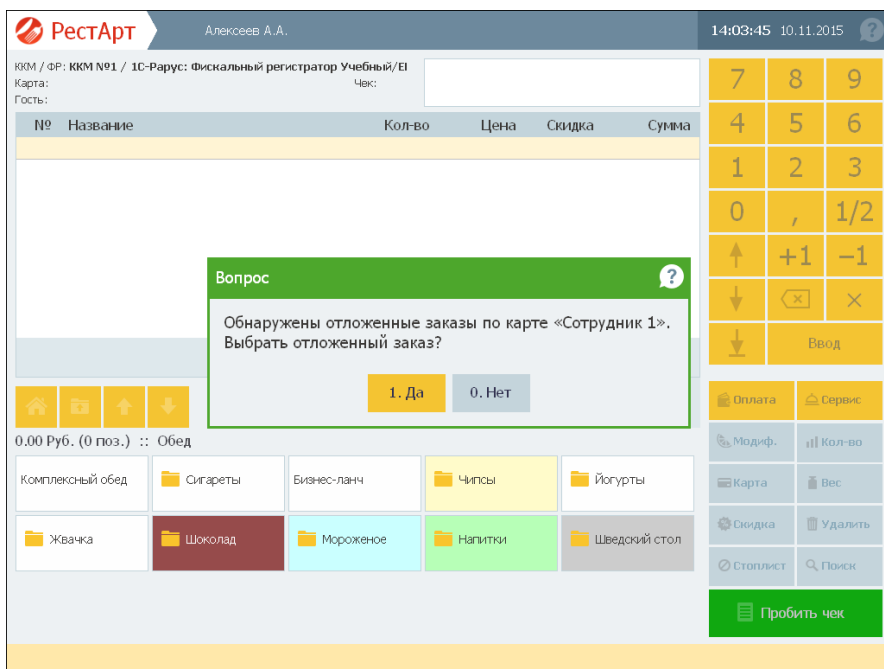 РестАрт
Алексеев А.А.
14:03:45 10.11.2015 ?
ККМ / ФР: ККМ №1 / 1С-Рарус: Фискальный регистратор Учебный/EI
Карта:
Чек:
Гость:
№ Название Кол-во Цена Скидка Сумма
7 8 9
4 5 6
1 2 3
0 , 1/2
+1 −1
Ввод
Вопрос ?
Обнаружены отложенные заказы по карте «Сотрудник 1».
Выбрать отложенный заказ?
1. Да 0. Нет
0.00 Руб. (0 поз.) :: Обед
Комплексный обед Сигареты Бизнес-ланч Чипсы Йогурты
Жвачка Шоколад Мороженое Напитки Шведский стол
Оплата Сервис
Модиф. Кол-во
Карта Вес
Скидка Удалить
Стоплист Поиск
Пробить чек